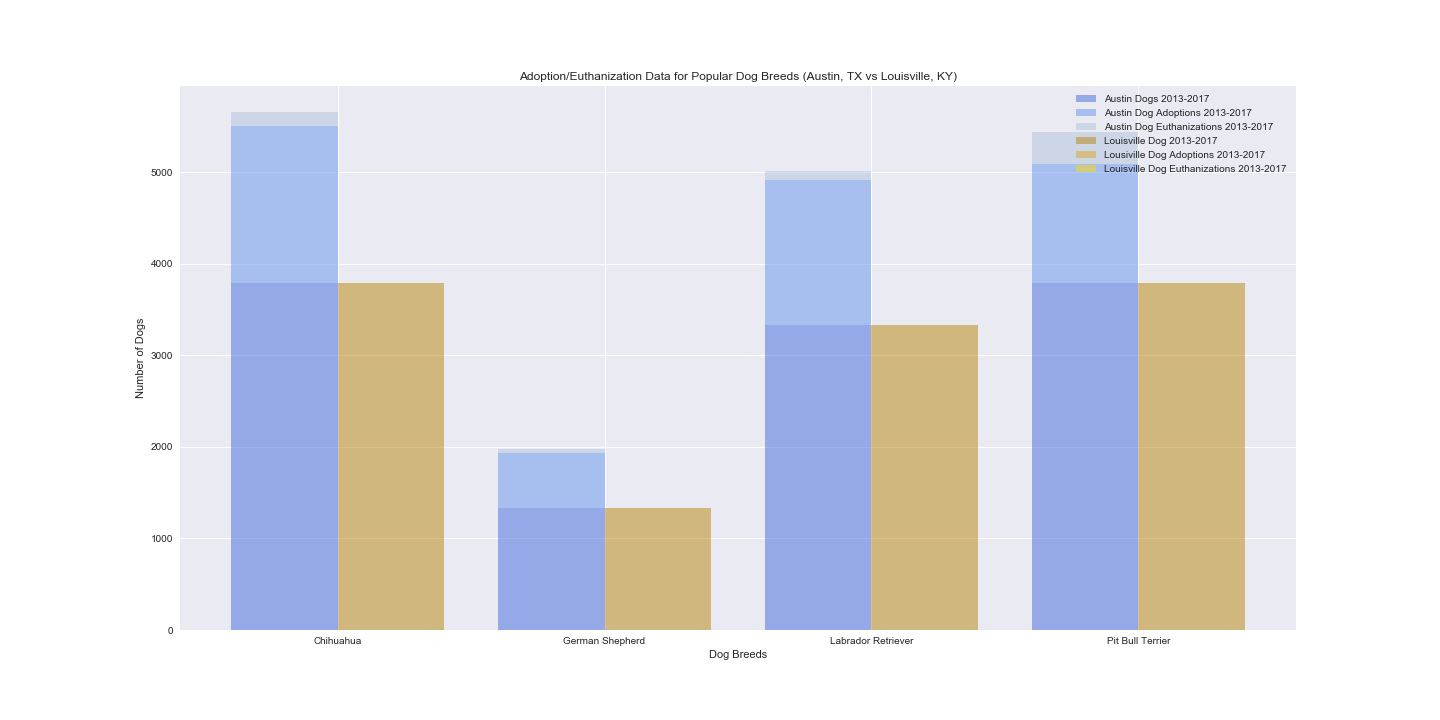 Adoption/Euthanization Data for Popular Dog Breeds (Austin, TX vs Louisville, KY)
Austin Dogs 2013-2017
Austin Dog Adoptions 2013-2017
Austin Dog Euthanizations 2013-2017
Louisville Dog 2013-2017
Lousiville Dog Adoptions 2013-2017
Louisville Dog Euthanizations 2013-2017
Number of Dogs
5000
4000
3000
2000
1000
0
Chihuahua
German Shepherd
Labrador Retriever
Pit Bull Terrier
Dog Breeds